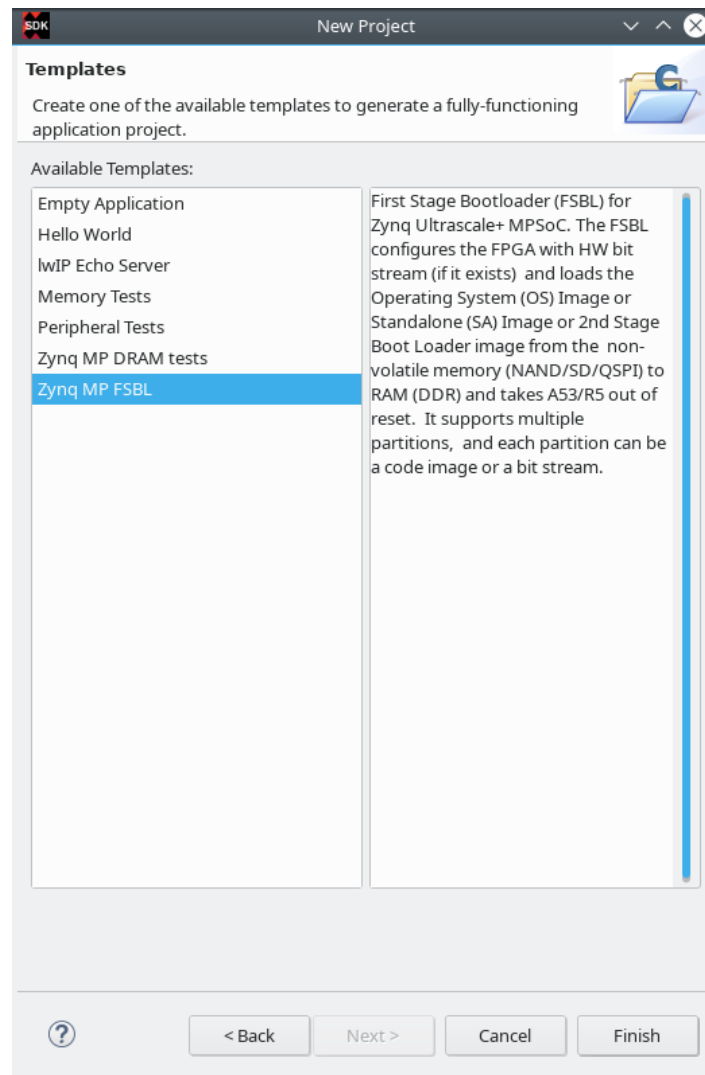 SDK
New Project
Templates
Create one of the available templates to generate a fully-functioning
application project.
Available Templates:
Empty Application
Hello World
lwIP Echo Server
Memory Tests
Peripheral Tests
Zynq MP DRAM tests
Zynq MP FSBL
First Stage Bootloader (FSBL) for
Zynq Ultrascale+ MPSoC. The FSBL
configures the FPGA with HW bit
stream (if it exists)  and loads the
Operating System (OS) Image or
Standalone (SA) Image or 2nd Stage
Boot Loader image from the  non-
volatile memory (NAND/SD/QSPI) to
RAM (DDR) and takes A53/R5 out of
reset.  It supports multiple
partitions,  and each partition can be
a code image or a bit stream.
?
< Back
Next >
Cancel
Finish